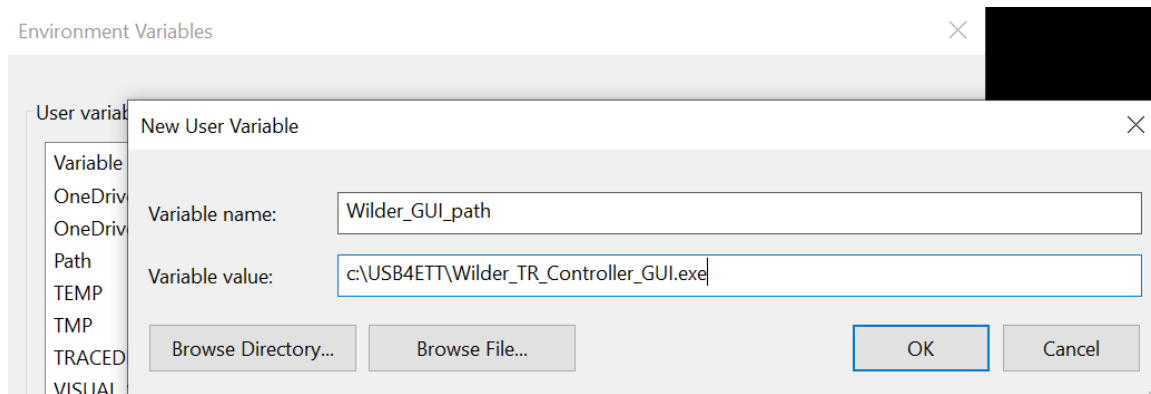 Environment Variables
User variab
New User Variable
Variable
OneDriv
OneDriv
Path
TEMP
TMP
TRACED
VISUAL
Variable name:
Wilder_GUI_path
Variable value:
c:\USB4ETT\Wilder_TR_Controller_GUI.exe
Browse Directory...
Browse File...
OK
Cancel